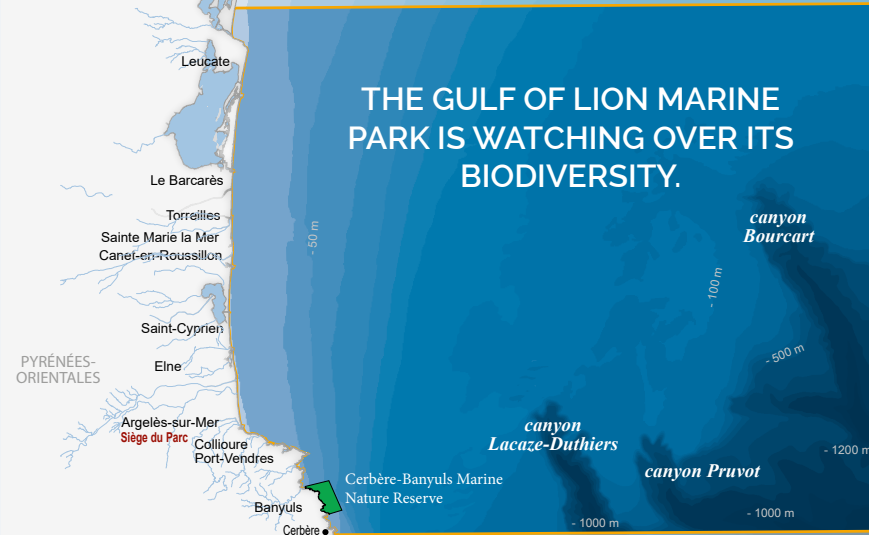 Leucate
THE GULF OF LION MARINE
PARK IS WATCHING OVER ITS
BIODIVERSITY.
Le Barcarès
Torreilles
canyon
Bourcart
- 50 m
Sainte Marie la Mer
Canet-en-Roussillon
- 100 m
Saint-Cyprien
- 500 m
PYRÉNÉES-
ORIENTALES
Elne
Argelès-sur-Mer
Siège du Parc
canyon
Lacaze-Duthiers
Collioure
Port-Vendres
- 1200 m
canyon Pruvot
Cerbère-Banyuls Marine
Nature Reserve
Banyuls
- 1000 m
- 1000 m
Cerbère